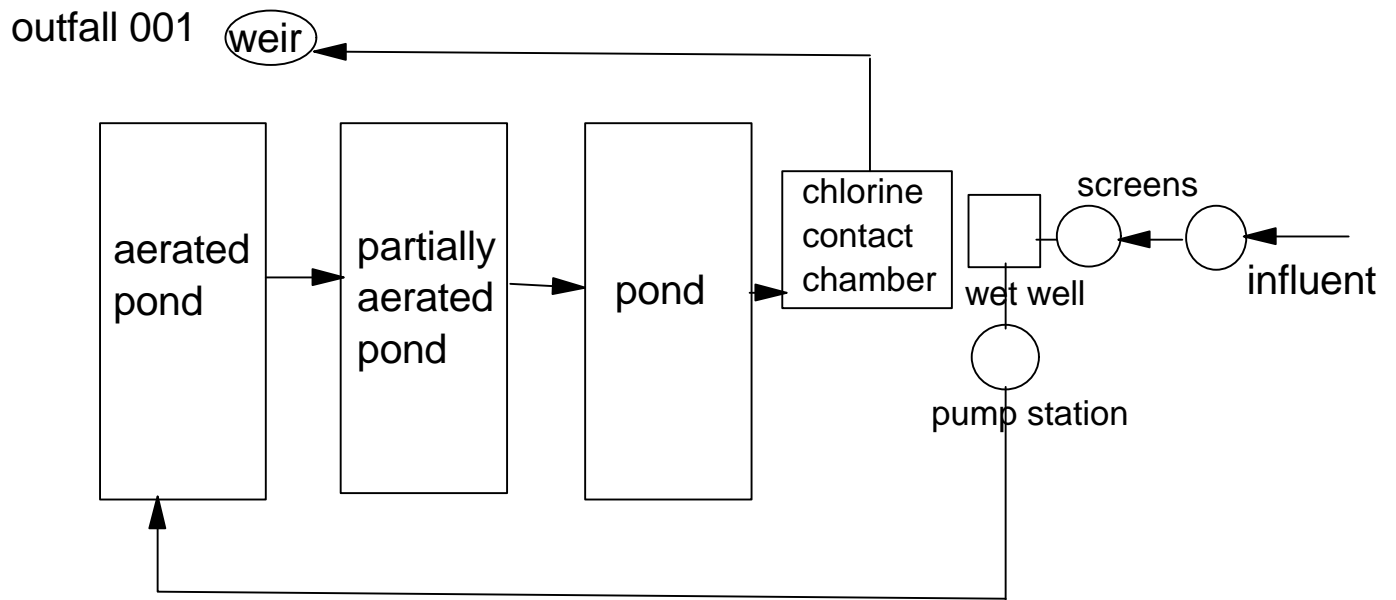 outfall 001
weir
aerated
pond
partially
aerated
pond
pond
chlorine
contact
chamber
screens
wet well
influent
pump station